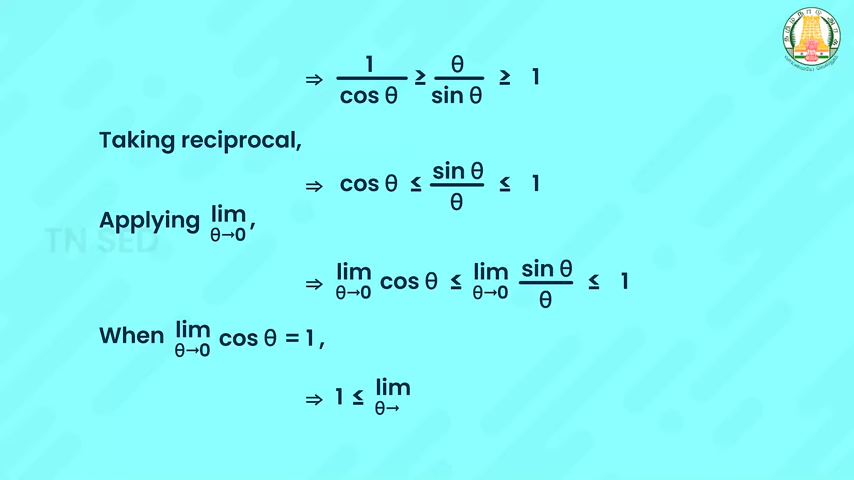 ⇒ 1/cos θ ≥ θ/sin θ ≥ 1
Taking reciprocal,
⇒ cos θ ≤ sin θ/θ ≤ 1
Applying lim θ→0,
TN SED
⇒ lim θ→0 cos θ ≤ lim θ→0 sin θ/θ ≤ 1
When lim θ→0 cos θ = 1,
⇒ 1 ≤ lim θ→